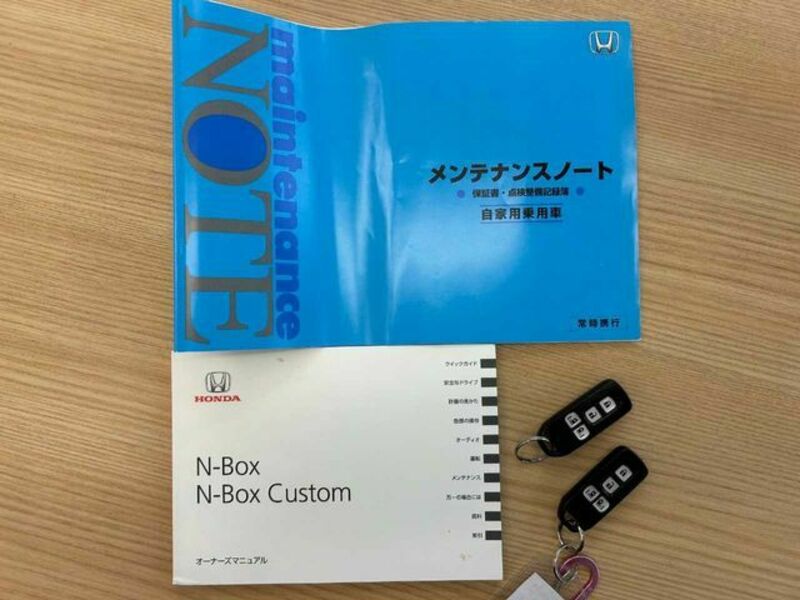 maintenance
NOTE
メンテナンスノート
保証書・点検整備記録簿
自家用乗用車
常時携行
HONDA
N-Box
N-Box Custom
オーナーズマニュアル
クイックガイド
安全なドライブ
計器の見かた
各部の操作
オーディオ
運転
メンテナンス
万一の場合には
資料
索引